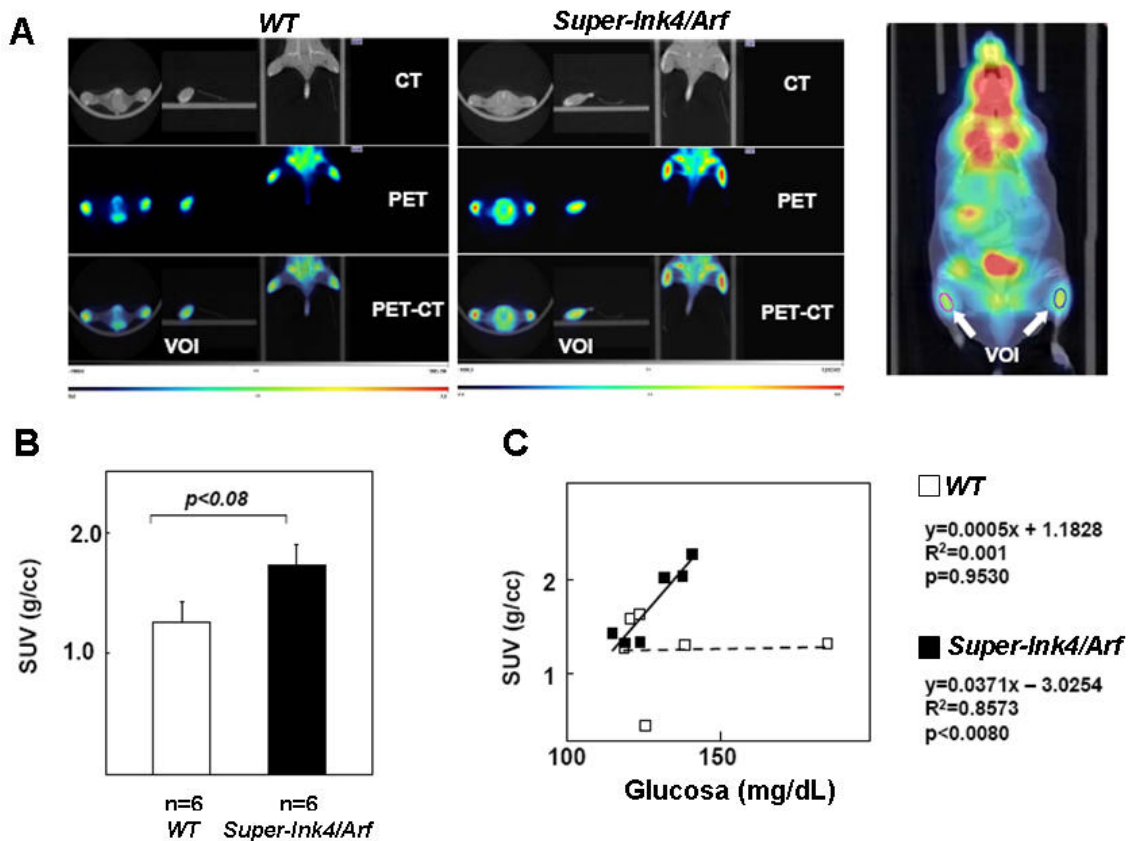 A
WT
Super-Ink4/Arf
CT
PET
PET-CT
VOI
CT
PET
PET-CT
VOI
VOI
B
p<0.08
2.0
1.0
SUV (g/cc)
n=6
WT
n=6
Super-Ink4/Arf
C
SUV (g/cc)
2
1
100
150
Glucosa (mg/dL)
WT
y=0.0005x + 1.1828
R²=0.001
p=0.9530
Super-Ink4/Arf
y=0.0371x – 3.0254
R²=0.8573
p<0.0080